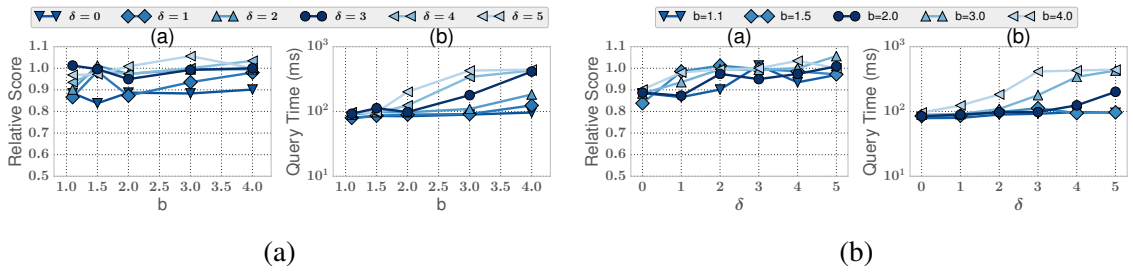 δ = 0 δ = 1 δ = 2 δ = 3 δ = 4 δ = 5
(a)
Relative Score
1.1
1.0
0.9
0.8
0.7
0.6
0.5
1.0 1.5 2.0 2.5 3.0 3.5 4.0
b
(b)
Query Time (ms)
10³
10²
10¹
1.0 1.5 2.0 2.5 3.0 3.5 4.0
b
(a)
b=1.1 b=1.5 b=2.0 b=3.0 b=4.0
(a)
Relative Score
1.1
1.0
0.9
0.8
0.7
0.6
0.5
0 1 2 3 4 5
δ
(b)
Query Time (ms)
10³
10²
10¹
0 1 2 3 4 5
δ
(b)